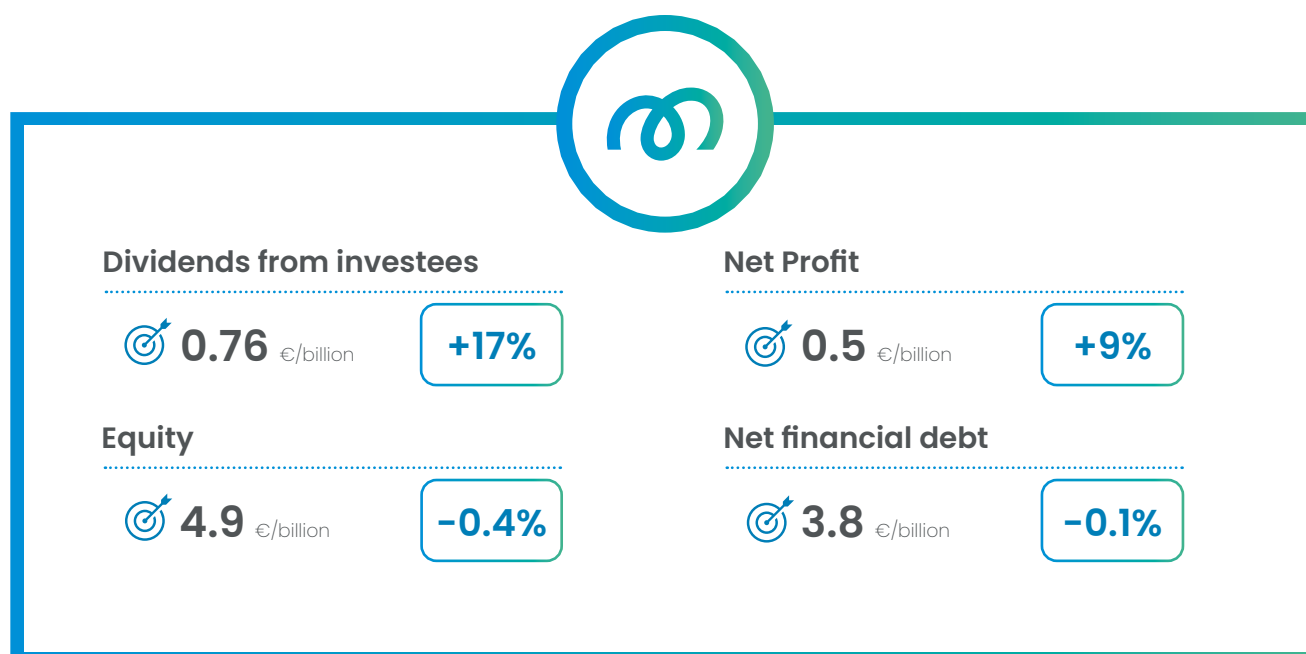 Dividends from investees
0.76 €/billion
+17%
Net Profit
0.5 €/billion
+9%
Equity
4.9 €/billion
-0.4%
Net financial debt
3.8 €/billion
-0.1%